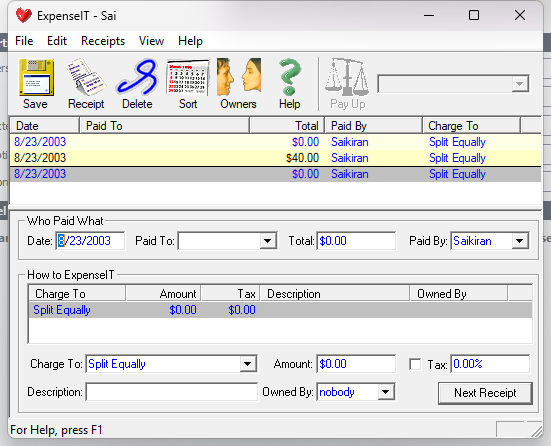 ExpenseIT - Sai
File Edit Receipts View Help
Save Receipt Delete Sort Owners Help Pay Up
Date Paid To Total Paid By Charge To
8/23/2003 $0.00 Saikiran Split Equally
8/23/2003 $40.00 Saikiran Split Equally
8/23/2003 $0.00 Saikiran Split Equally
Who Paid What
Date: 8/23/2003 Paid To: Total: $0.00 Paid By: Saikiran
How to ExpenseIT
Charge To Amount Tax Description Owned By
Split Equally $0.00 $0.00
Charge To: Split Equally Amount: $0.00 Tax: 0.00%
Description: Owned By: nobody Next Receipt
For Help, press F1